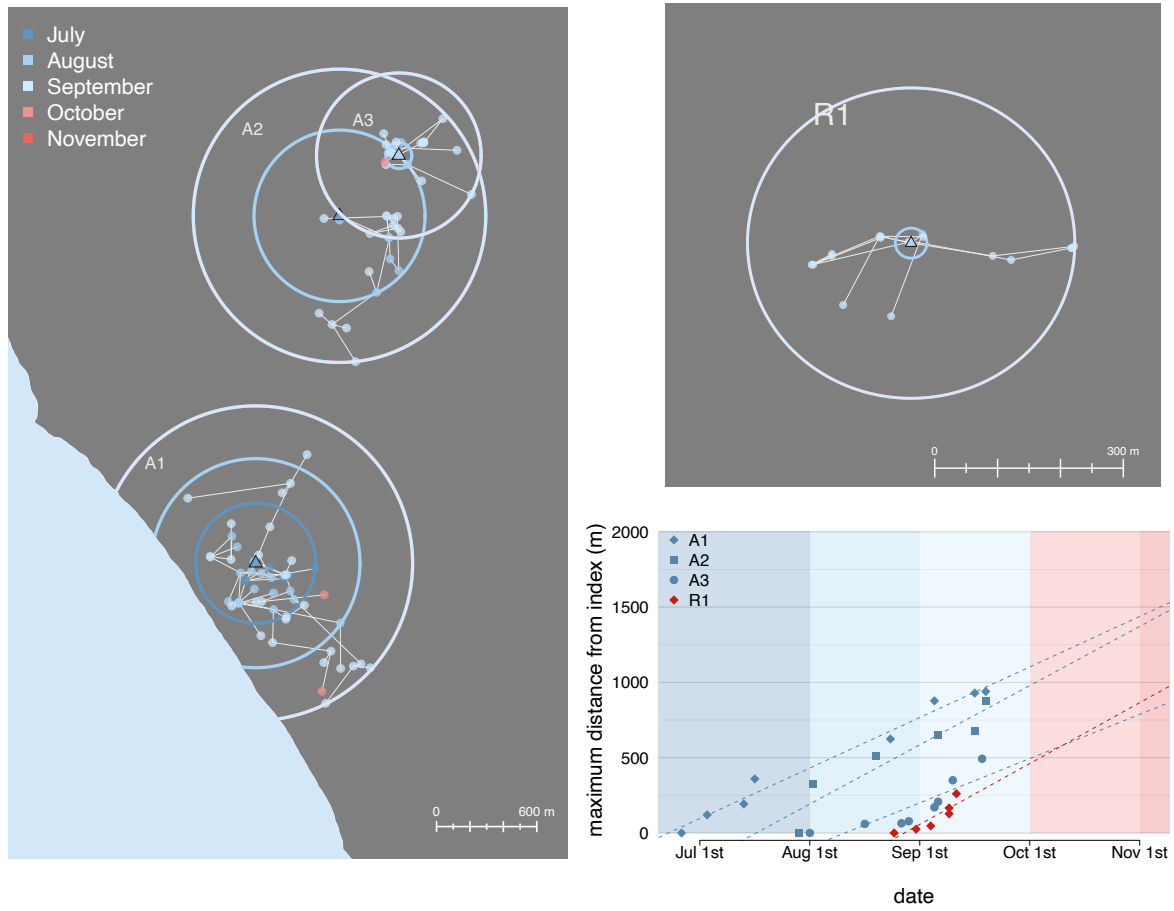 July
August
September
October
November
A2
A3
A1
0
600 m
R1
0
300 m
maximum distance from index (m)
2000
1500
1000
500
0
A1
A2
A3
R1
Jul 1st
Aug 1st
Sep 1st
Oct 1st
Nov 1st
date